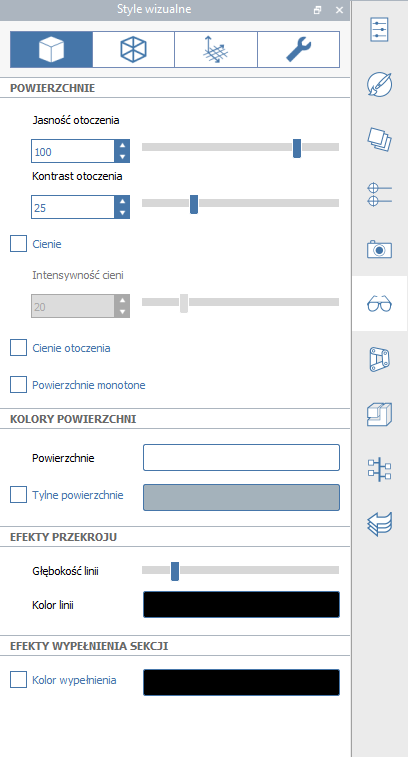 Style wizualne
POWIERZCHNIE
Jasność otoczenia
100
Kontrast otoczenia
25
Cienie
Intensywność cieni
20
Cienie otoczenia
Powierzchnie monotone
KOLORY POWIERZCHNI
Powierzchnie
Tylne powierzchnie
EFEKTY PRZEKROJU
Głębokość linii
Kolor linii
EFEKTY WYPEŁNIENIA SEKCJI
Kolor wypełnienia